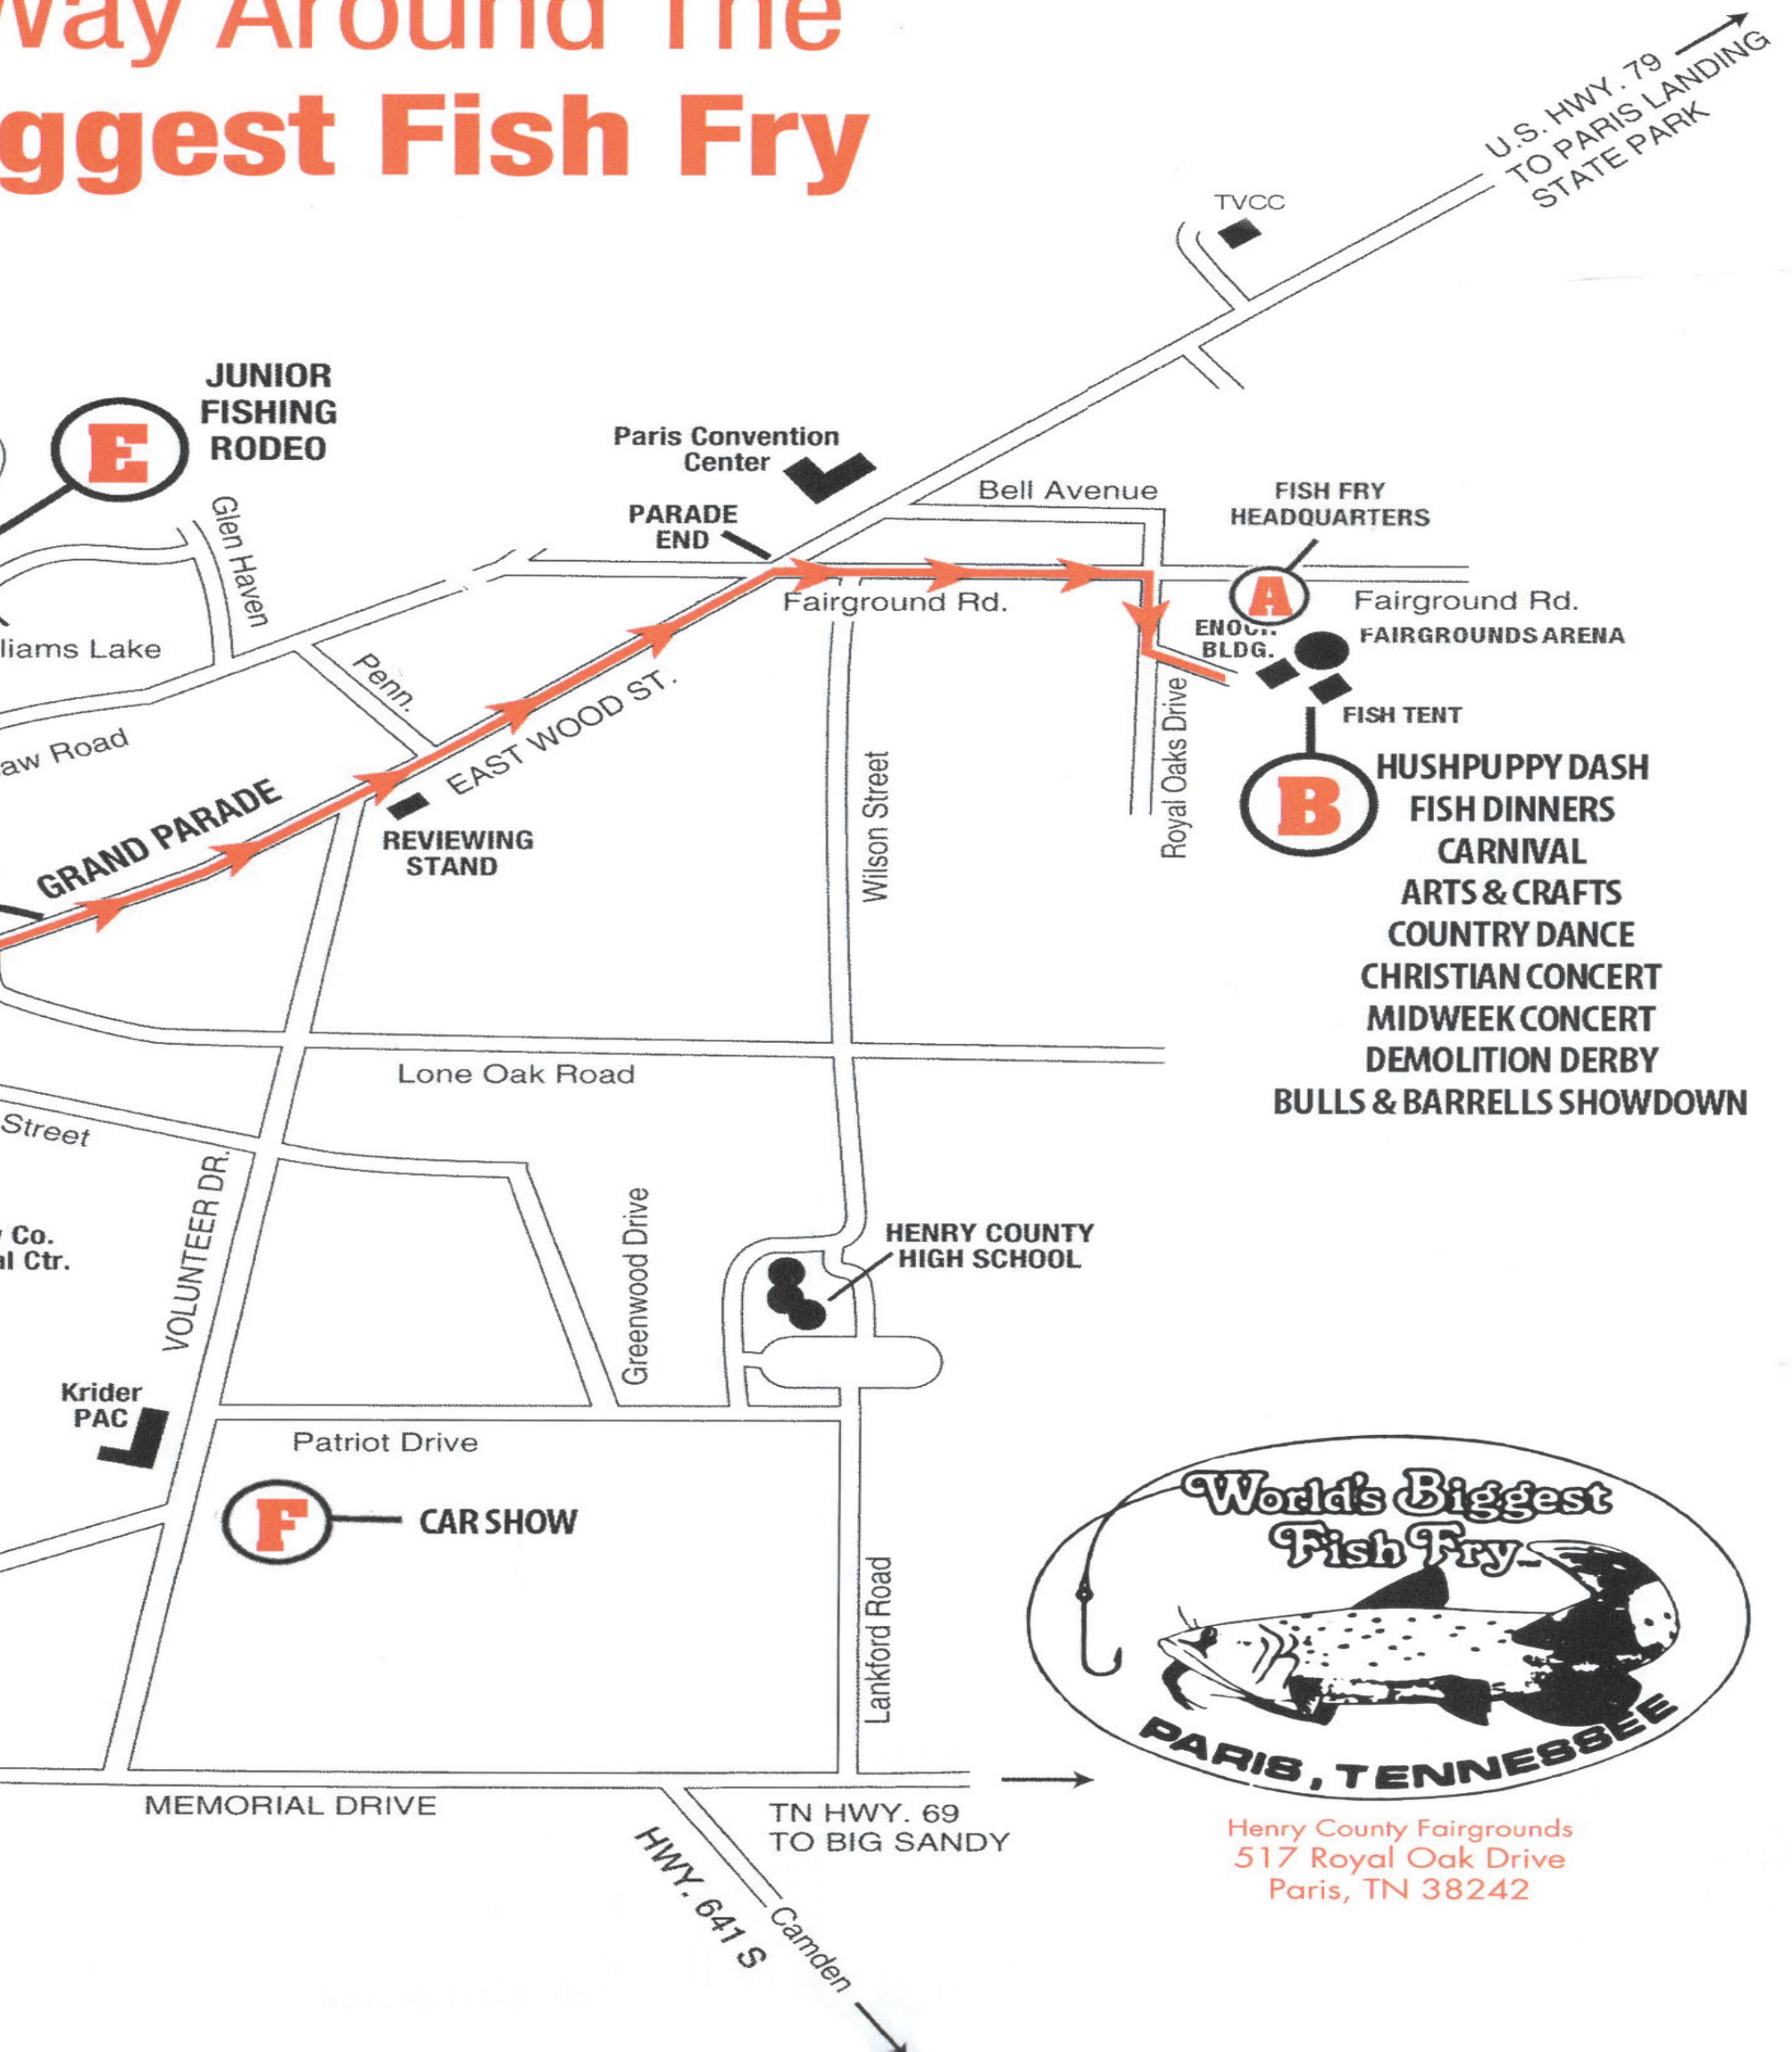 Way Around The
ggest Fish Fry
U.S. HWY. 79
TO PARIS LANDING
STATE PARK
TVCC
E
JUNIOR
FISHING
RODEO
Glen Haven
Paris Convention
Center
PARADE
END
Bell Avenue
FISH FRY
HEADQUARTERS
A
Fairground Rd.
Fairground Rd.
BLDG.
FAIRGROUNDS ARENA
FISH TENT
liams Lake
Penn.
EAST WOOD ST.
aw Road
GRAND PARADE
REVIEWING
STAND
Wilson Street
Royal Oaks Drive
B
HUSHPUPPY DASH
FISH DINNERS
CARNIVAL
ARTS & CRAFTS
COUNTRY DANCE
CHRISTIAN CONCERT
MIDWEEK CONCERT
DEMOLITION DERBY
BULLS & BARRELLS SHOWDOWN
Lone Oak Road
Street
VOLUNTEER DR.
Co.
al Ctr.
Greenwood Drive
HENRY COUNTY
HIGH SCHOOL
Krider
PAC
Patriot Drive
F
CAR SHOW
Lankford Road
World's Biggest
Fish Fry
PARIS, TENNESSEE
MEMORIAL DRIVE
TN HWY. 69
TO BIG SANDY
HWY. 641 S
Camden
Henry County Fairgrounds
517 Royal Oak Drive
Paris, TN 38242